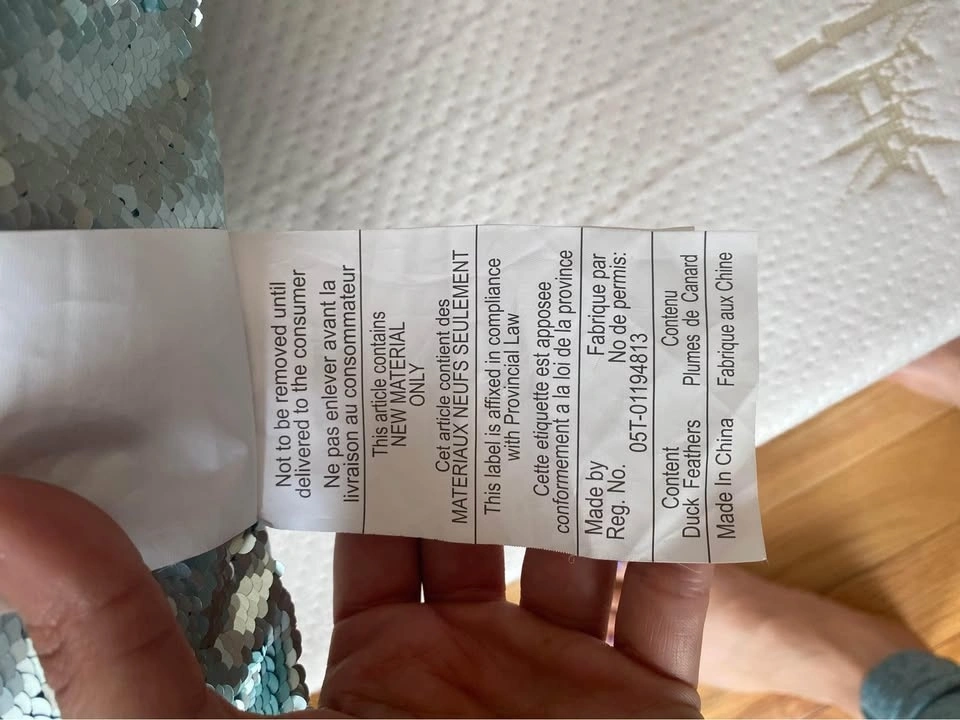 Not to be removed until
delivered to the consumer
Ne pas enlever avant la
livraison au consommateur
This article contains
NEW MATERIAL
ONLY
Cet article contient des
MATERIAUX NEUFS SEULEMENT
This label is affixed in compliance
with Provincial Law
Cette etiquette est apposee
conformement a la loi de la province
Made by Fabrique par
Reg. No. No de permis:
05T-01194813
Content Contenu
Duck Feathers Plumes de Canard
Made In China Fabrique aux Chine